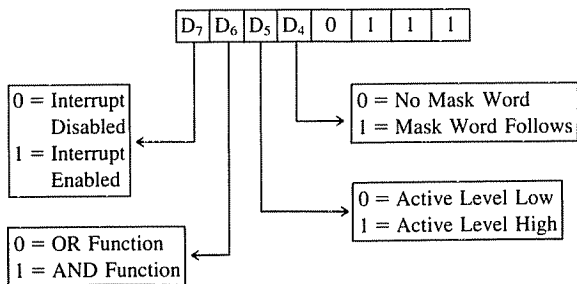 D₇ D₆ D₅ D₄ 0 1 1 1
0 = Interrupt
Disabled
1 = Interrupt
Enabled
0 = No Mask Word
1 = Mask Word Follows
0 = Active Level Low
1 = Active Level High
0 = OR Function
1 = AND Function